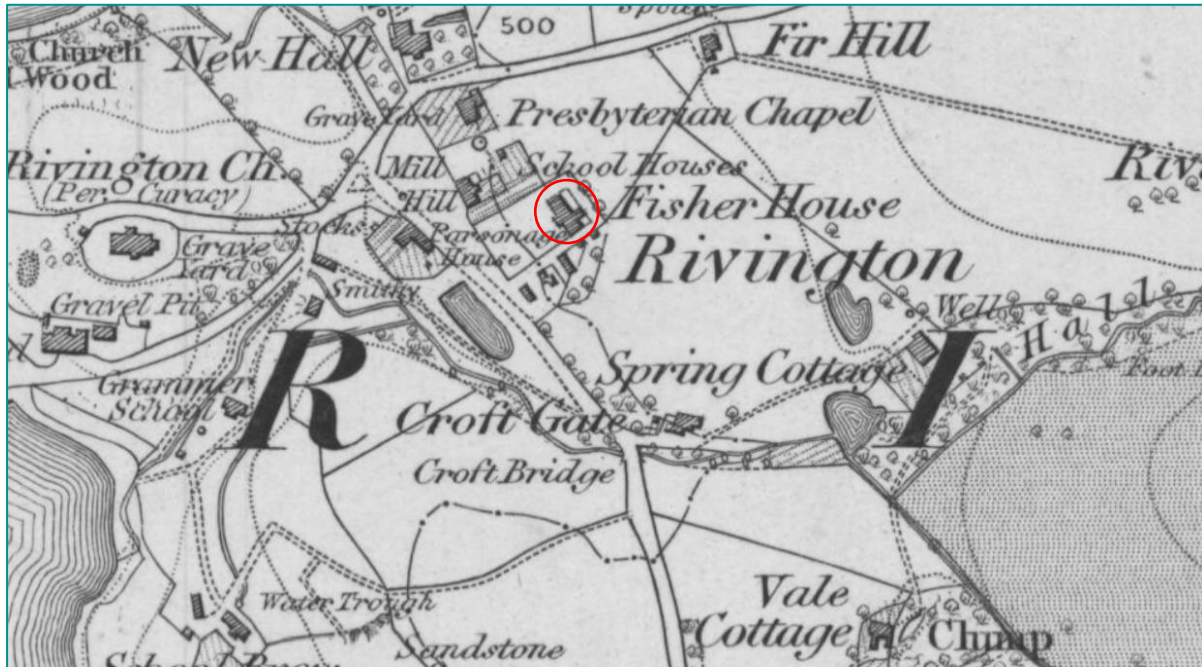 500
Church
Wood
New Hall
Fir Hill
Grave Yard
Presbyterian Chapel
Mill
Hill
School Houses
Rivington Ch.
(Per. Curacy)
Fisher House
Stocks
Parsonage
House
Grave
Yard
Rivington
Smithy
Gravel Pit
Well
Hall
Spring Cottage
Foot
Grammer
School
R
I
Croft Gate
Croft Bridge
Water Trough
Vale
Cottage
Clump
Sandstone
School Brow